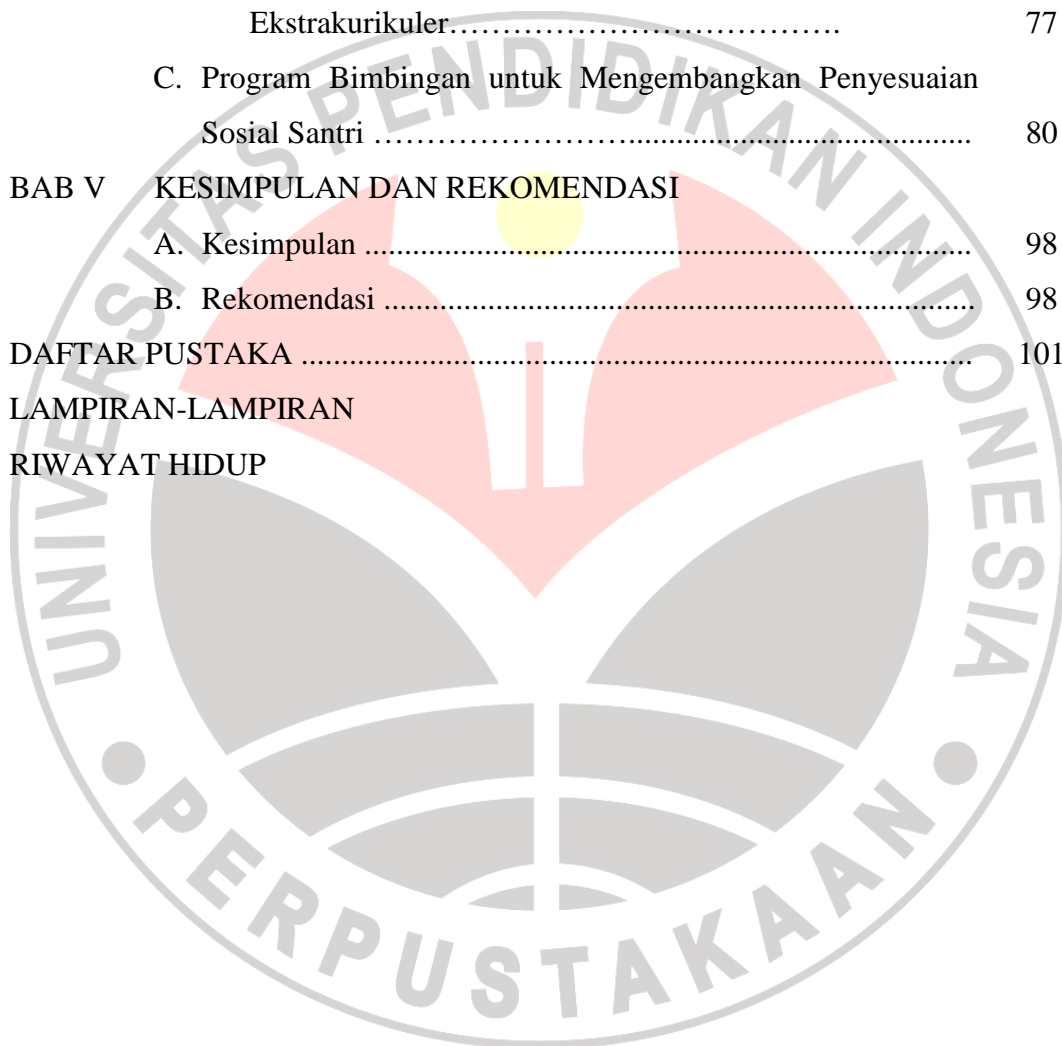 Ekstrakurikuler………………………………. 77
C. Program Bimbingan untuk Mengembangkan Penyesuaian
Sosial Santri ……………………........................................... 80
BAB V KESIMPULAN DAN REKOMENDASI
A. Kesimpulan ............................................................................ 98
B. Rekomendasi .......................................................................... 98
DAFTAR PUSTAKA .................................................................................... 101
LAMPIRAN-LAMPIRAN
RIWAYAT HIDUP
UNIVERSITAS PENDIDIKAN INDONESIA
PERPUSTAKAAN